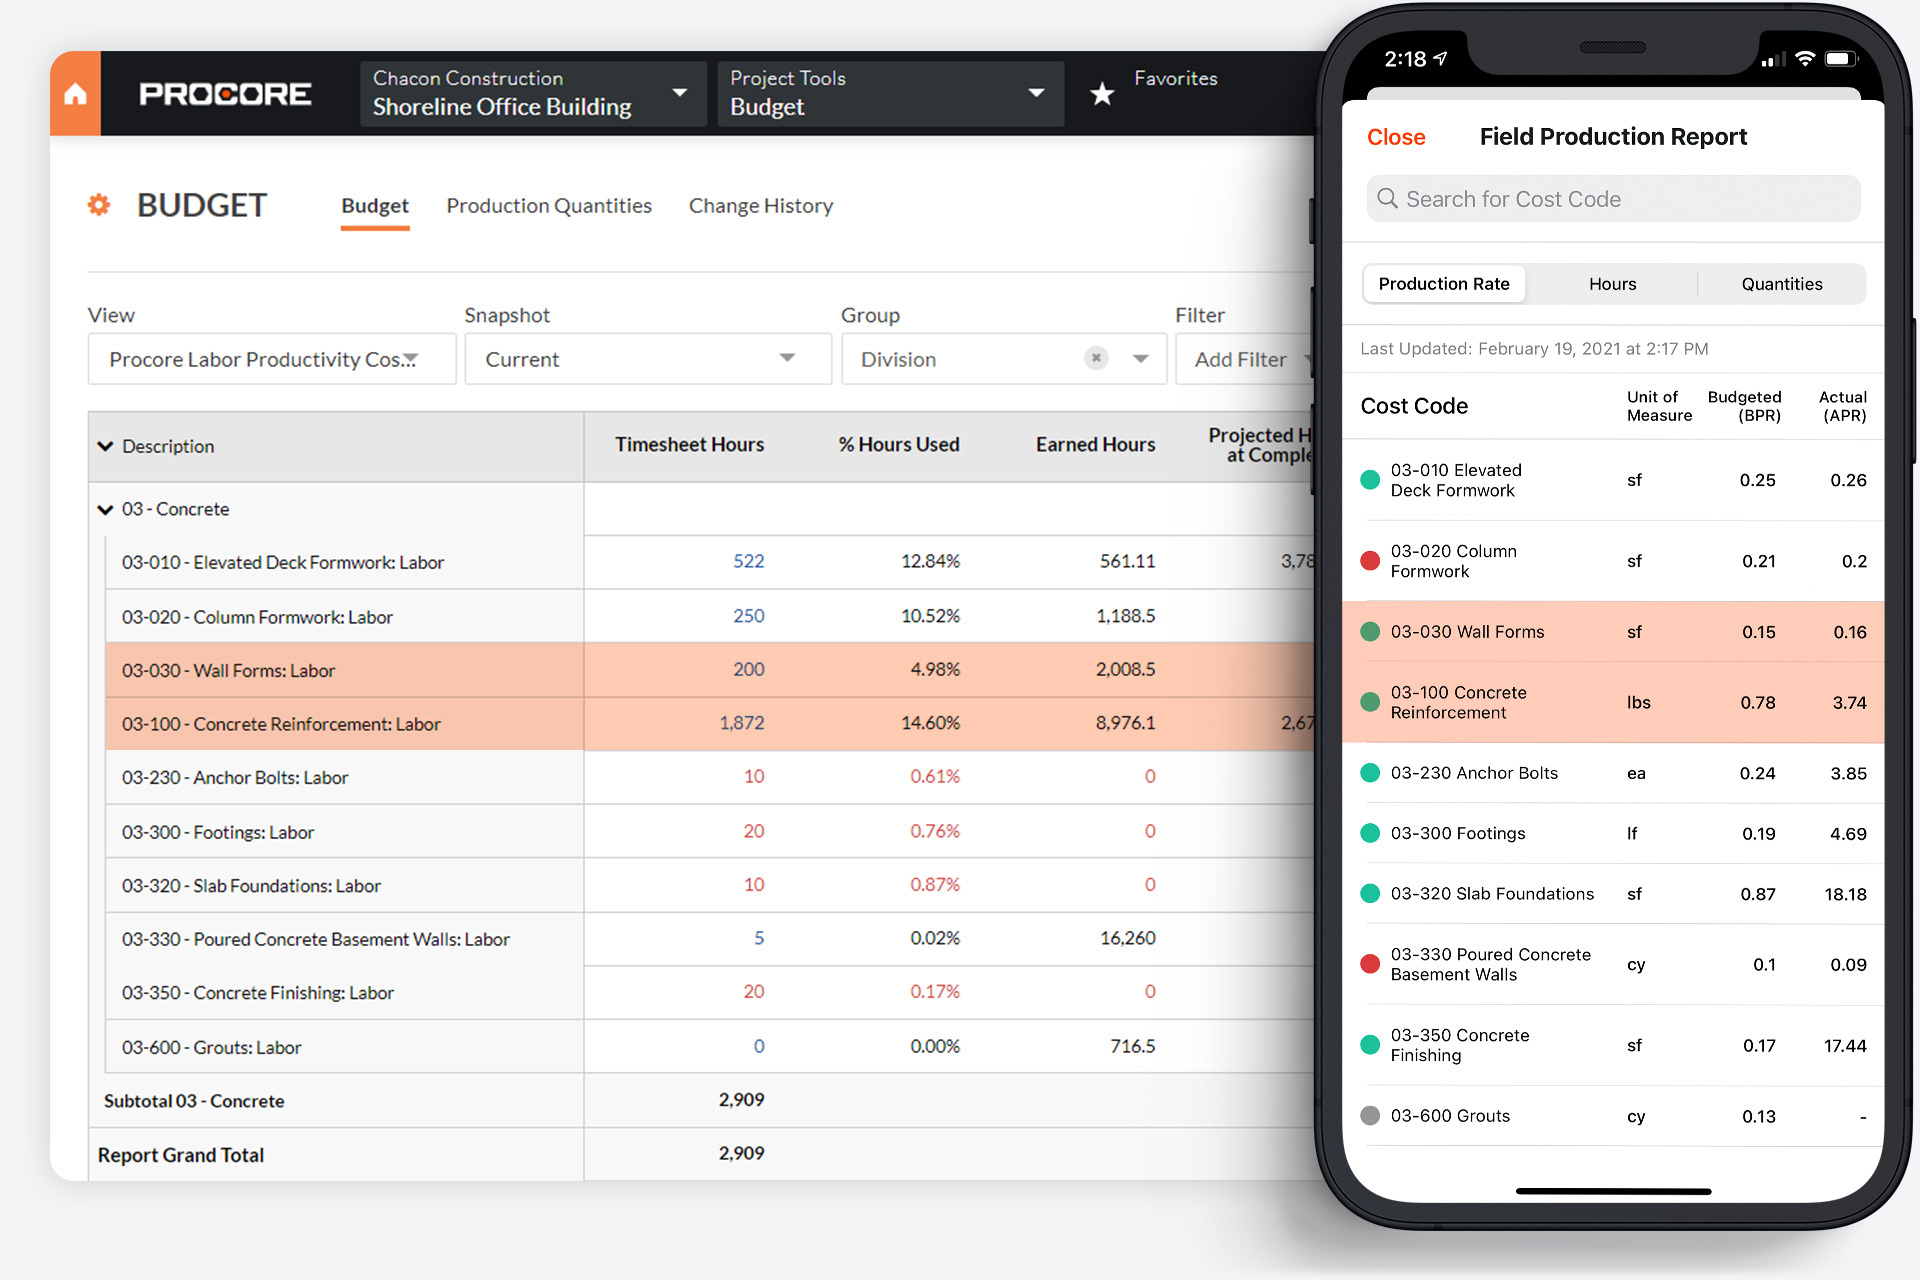 PROCORE
Chacon Construction
Shoreline Office Building
Project Tools
Budget
Favorites
BUDGET
Budget
Production Quantities
Change History
View
Snapshot
Group
Filter
Procore Labor Productivity Cos...
Current
Division
Add Filter
Description
Timesheet Hours
% Hours Used
Earned Hours
Projected H
at Comple
03 - Concrete
03-010 - Elevated Deck Formwork: Labor 522 12.84% 561.11 3,78
03-020 - Column Formwork: Labor 250 10.52% 1,188.5
03-030 - Wall Forms: Labor 200 4.98% 2,008.5
03-100 - Concrete Reinforcement: Labor 1,872 14.60% 8,976.1 2,67
03-230 - Anchor Bolts: Labor 10 0.61% 0
03-300 - Footings: Labor 20 0.76% 0
03-320 - Slab Foundations: Labor 10 0.87% 0
03-330 - Poured Concrete Basement Walls: Labor 5 0.02% 16,260
03-350 - Concrete Finishing: Labor 20 0.17% 0
03-600 - Grouts: Labor 0 0.00% 716.5
Subtotal 03 - Concrete 2,909
Report Grand Total 2,909
2:18
Close
Field Production Report
Search for Cost Code
Production Rate
Hours
Quantities
Last Updated: February 19, 2021 at 2:17 PM
Cost Code
Unit of
Measure
Budgeted
(BPR)
Actual
(APR)
03-010 Elevated
Deck Formwork
sf 0.25 0.26
03-020 Column
Formwork
sf 0.21 0.2
03-030 Wall Forms sf 0.15 0.16
03-100 Concrete
Reinforcement
lbs 0.78 3.74
03-230 Anchor Bolts ea 0.24 3.85
03-300 Footings lf 0.19 4.69
03-320 Slab Foundations sf 0.87 18.18
03-330 Poured Concrete
Basement Walls
cy 0.1 0.09
03-350 Concrete
Finishing
sf 0.17 17.44
03-600 Grouts cy 0.13 -